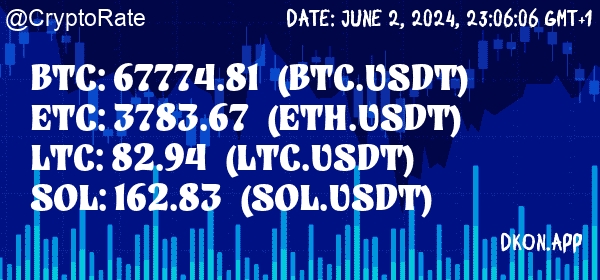 @CryptoRate
DATE: JUNE 2, 2024, 23:06:06 GMT+1
BTC: 67774.81 (BTC.USDT)
ETC: 3783.67 (ETH.USDT)
LTC: 82.94 (LTC.USDT)
SOL: 162.83 (SOL.USDT)
DKON.APP